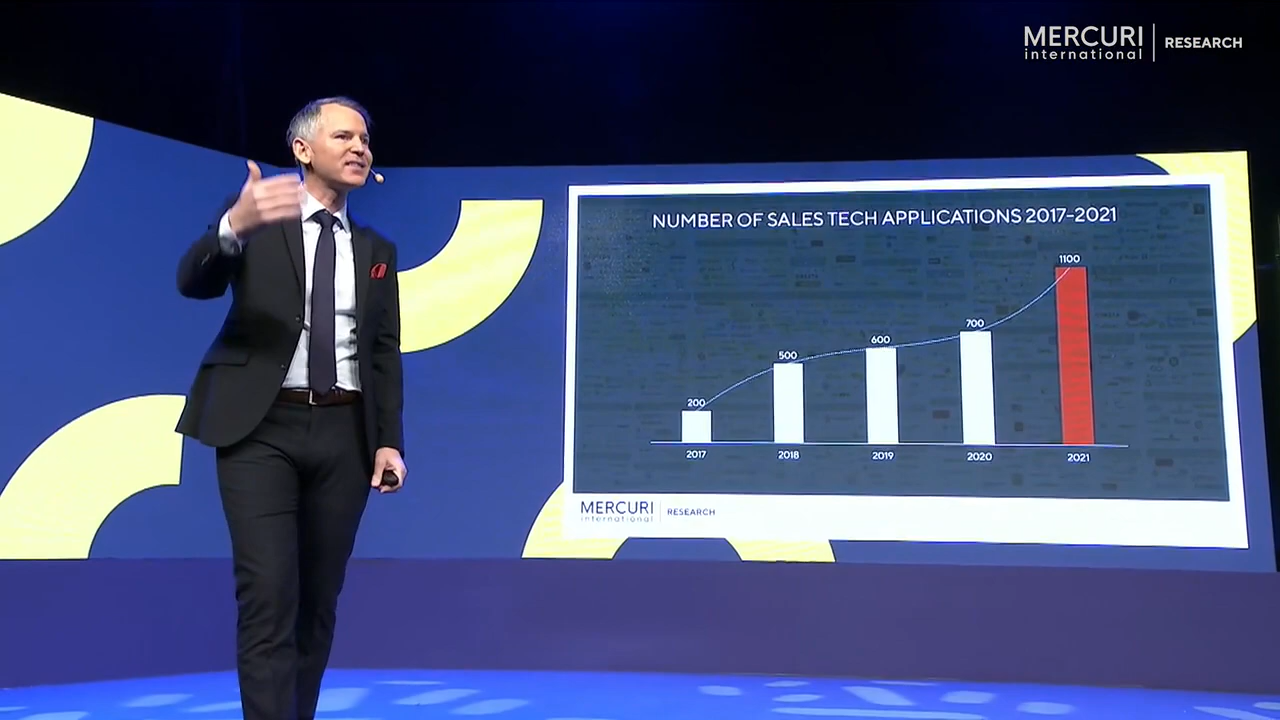 MERCURI
international
RESEARCH
NUMBER OF SALES TECH APPLICATIONS 2017–2021
1100
700
600
500
200
2017 2018 2019 2020 2021
MERCURI
international
RESEARCH